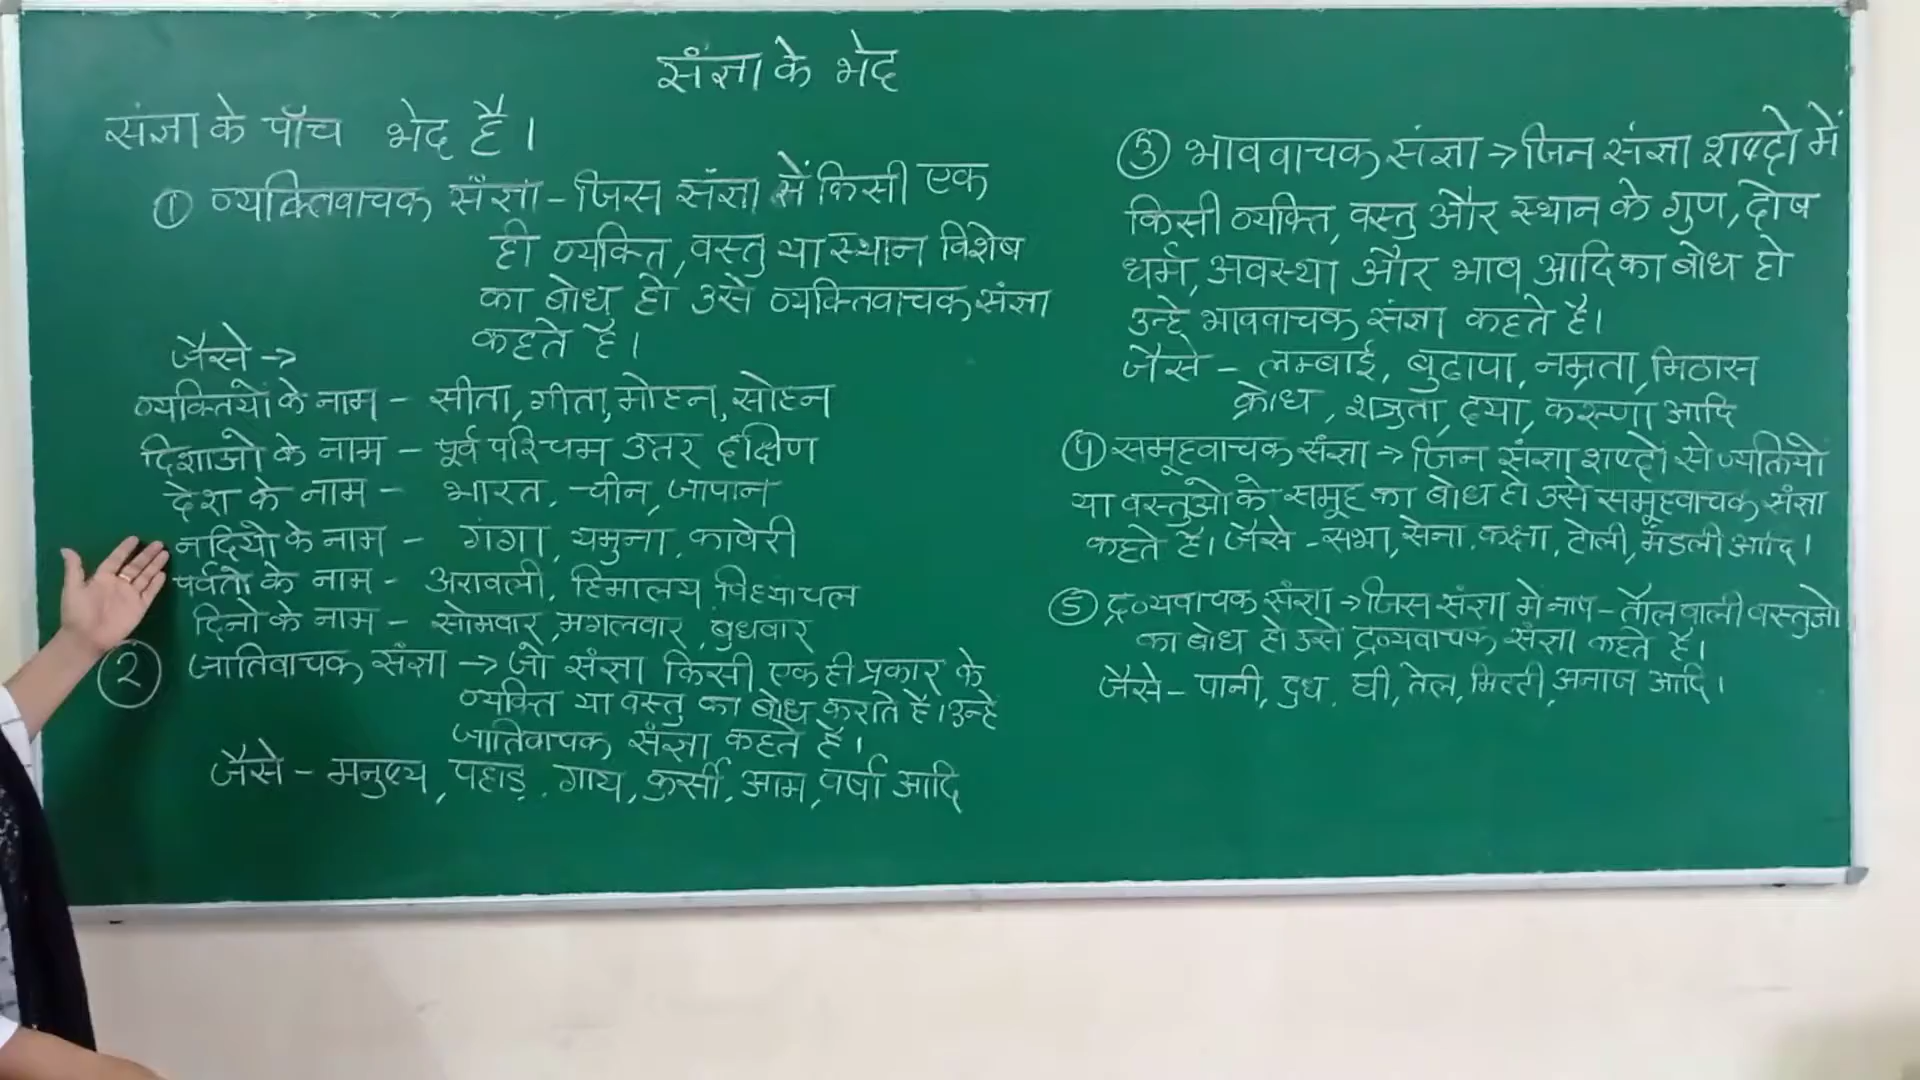 संज्ञा के भेद
संज्ञा के पाँच भेद है।
① व्यक्तिवाचक संज्ञा - जिस संज्ञा में किसी एक
ही व्यक्ति, वस्तु या स्थान विशेष
का बोध हो उसे व्यक्तिवाचक संज्ञा
कहते है।
जैसे →
व्यक्तियों के नाम - सीता, गीता, मोहन, सोहन
दिशाओ के नाम - पूर्व पश्चिम उत्तर दक्षिण
देश के नाम - भारत, चीन, जापान
नदियो के नाम - गंगा, यमुना, कावेरी
पर्वतो के नाम - अरावली, हिमालय, विंध्याचल
दिनो के नाम - सोमवार, मगलवार, बुधवार
② जातिवाचक संज्ञा → जो संज्ञा किसी एक ही प्रकार के
व्यक्ति या वस्तु का बोध कराते है। उन्हे
जातिवाचक संज्ञा कहते है।
जैसे - मनुष्य, पहाड़, गाय, कुर्सी, आम, वर्षा आदि
③ भाववाचक संज्ञा → जिन संज्ञा शब्दो में
किसी व्यक्ति, वस्तु और स्थान के गुण, दोष
धर्म, अवस्था और भाव आदि का बोध हो
उन्हे भाववाचक संज्ञा कहते है।
जैसे - लम्बाई, बुढापा, नम्रता, मिठास
क्रोध, शत्रुता, दया, करूणा आदि
④ समूहवाचक संज्ञा → जिन संज्ञा शब्दों से व्यक्तियो
या वस्तुओ के समूह का बोध हो उसे समूहवाचक संज्ञा
कहते है। जैसे - सभा, सेना, कक्षा, टोली, मंडली आदि।
⑤ द्रव्यवाचक संज्ञा → जिस संज्ञा मे नाप - तौल वाली वस्तुओ
का बोध हो उसे द्रव्यवाचक संज्ञा कहते है।
जैसे - पानी, दुध, घी, तेल, मिट्टी, अनाज आदि।